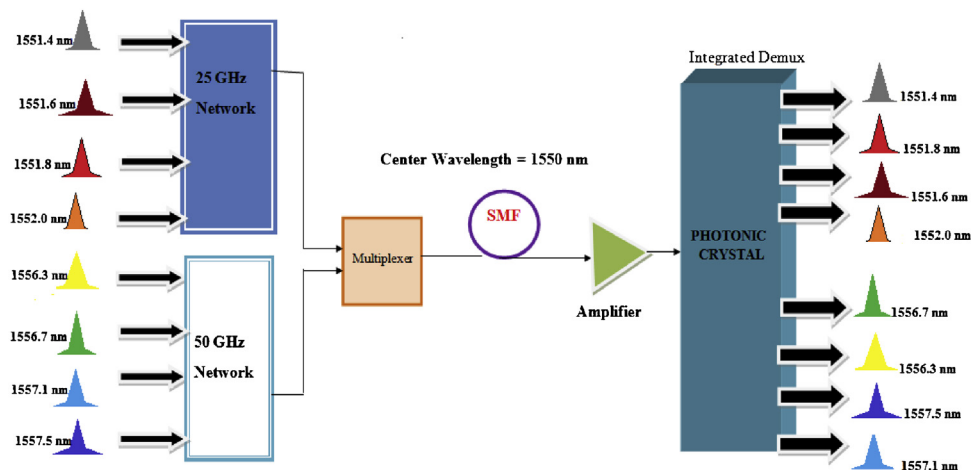 1551.4 nm
1551.6 nm
1551.8 nm
1552.0 nm
1556.3 nm
1556.7 nm
1557.1 nm
1557.5 nm
25 GHz
Network
50 GHz
Network
Multiplexer
Center Wavelength = 1550 nm
SMF
Amplifier
Integrated Demux
PHOTONIC
CRYSTAL
1551.4 nm
1551.8 nm
1551.6 nm
1552.0 nm
1556.7 nm
1556.3 nm
1557.5 nm
1557.1 nm